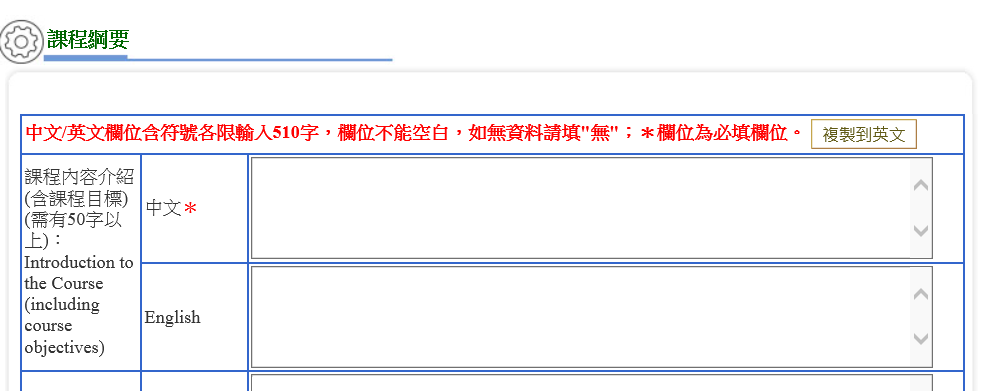 課程綱要
中文/英文欄位含符號各限輸入510字，欄位不能空白，如無資料請填"無"；＊欄位為必填欄位。 複製到英文
課程內容介紹
(含課程目標)
(需有50字以
上)：
Introduction to
the Course
(including
course
objectives)
中文＊
English